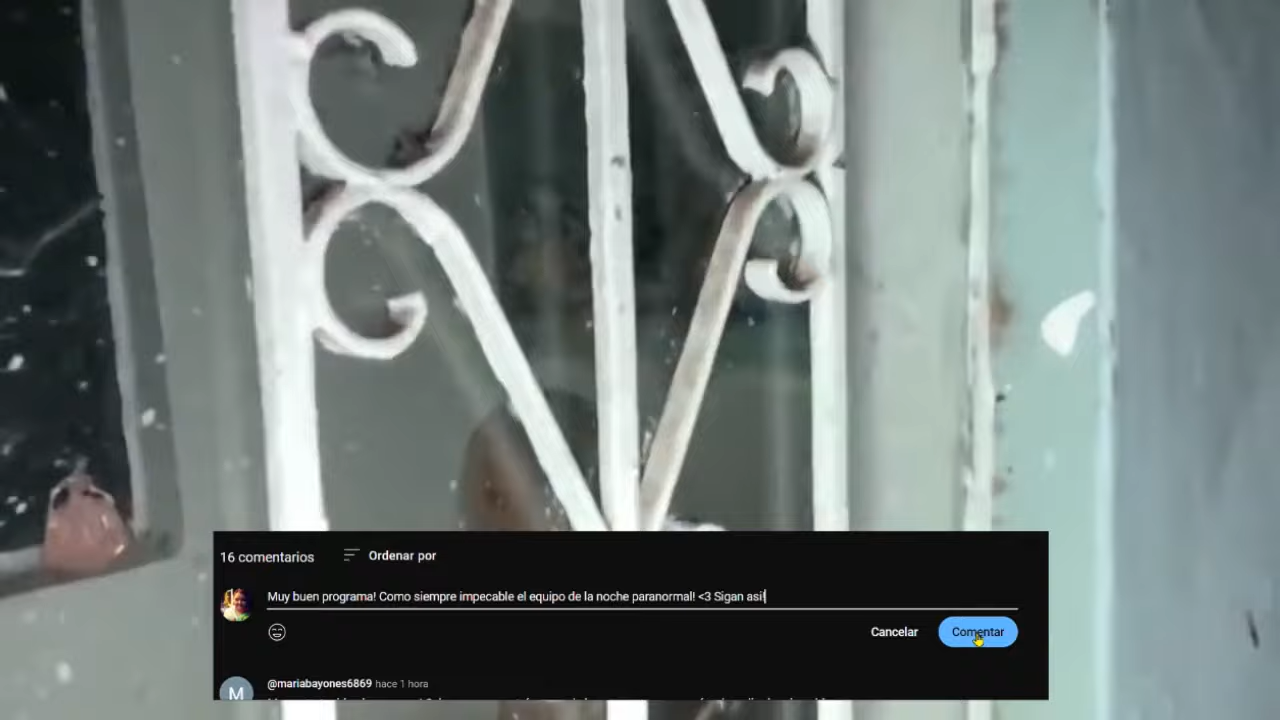 16 comentarios
Ordenar por
Muy buen programa! Como siempre impecable el equipo de la noche paranormal! <3 Sigan asi!
Cancelar
Comentar
M
@mariabayones6869 hace 1 hora